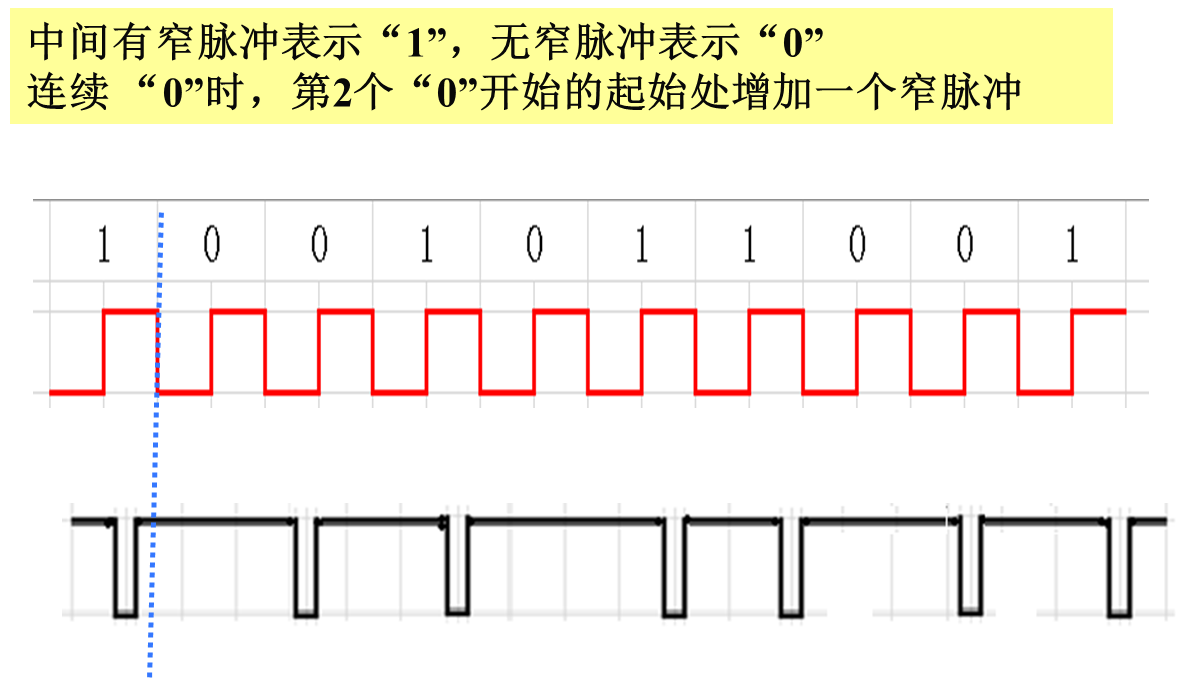 中间有窄脉冲表示“1”，无窄脉冲表示“0”
连续 “0”时，第2个“0”开始的起始处增加一个窄脉冲
1 0 0 1 0 1 1 0 0 1